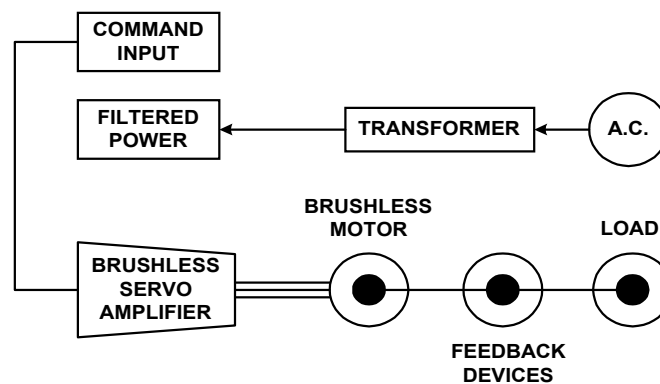 COMMAND
INPUT
FILTERED
POWER
TRANSFORMER
A.C.
BRUSHLESS
MOTOR
LOAD
BRUSHLESS
SERVO
AMPLIFIER
FEEDBACK
DEVICES